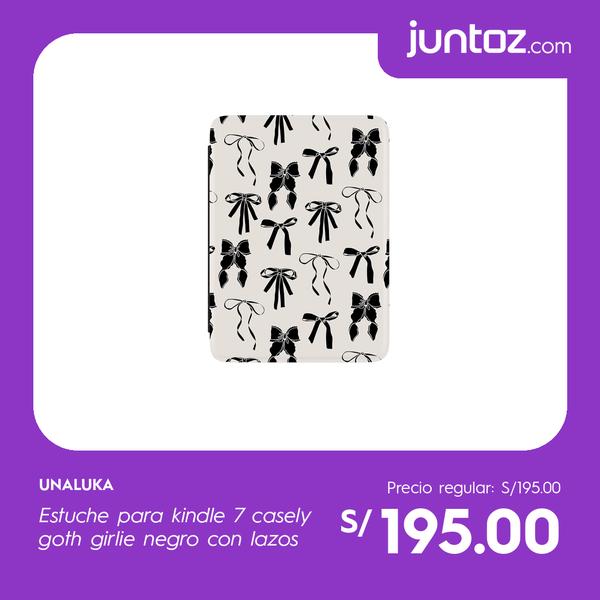 juntoz.com
UNALUKA
Estuche para kindle 7 casely
goth girlie negro con lazos
Precio regular: S/195.00
S/195.00